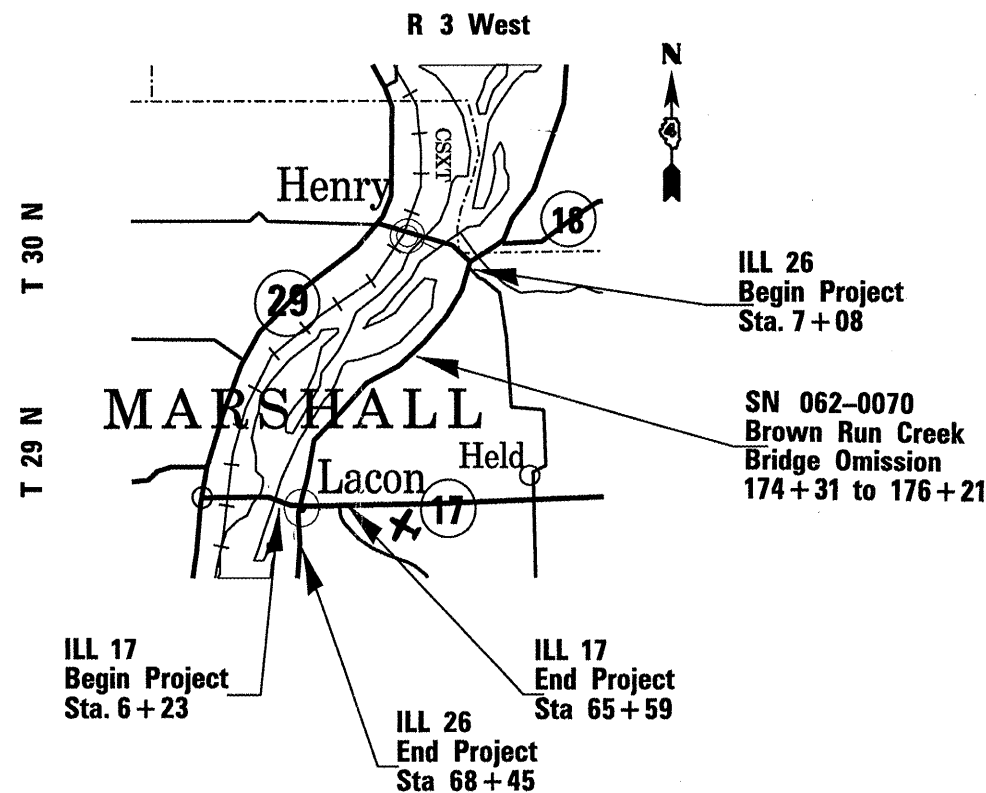 R 3 West
N
4
CSXT
Henry
18
T 30 N
ILL 26
Begin Project
Sta. 7+08
29
MARSHALL
SN 062-0070
Brown Run Creek
Bridge Omission
174+31 to 176+21
T 29 N
Held
Lacon
17
ILL 17
Begin Project
Sta. 6+23
ILL 17
End Project
Sta 65+59
ILL 26
End Project
Sta 68+45